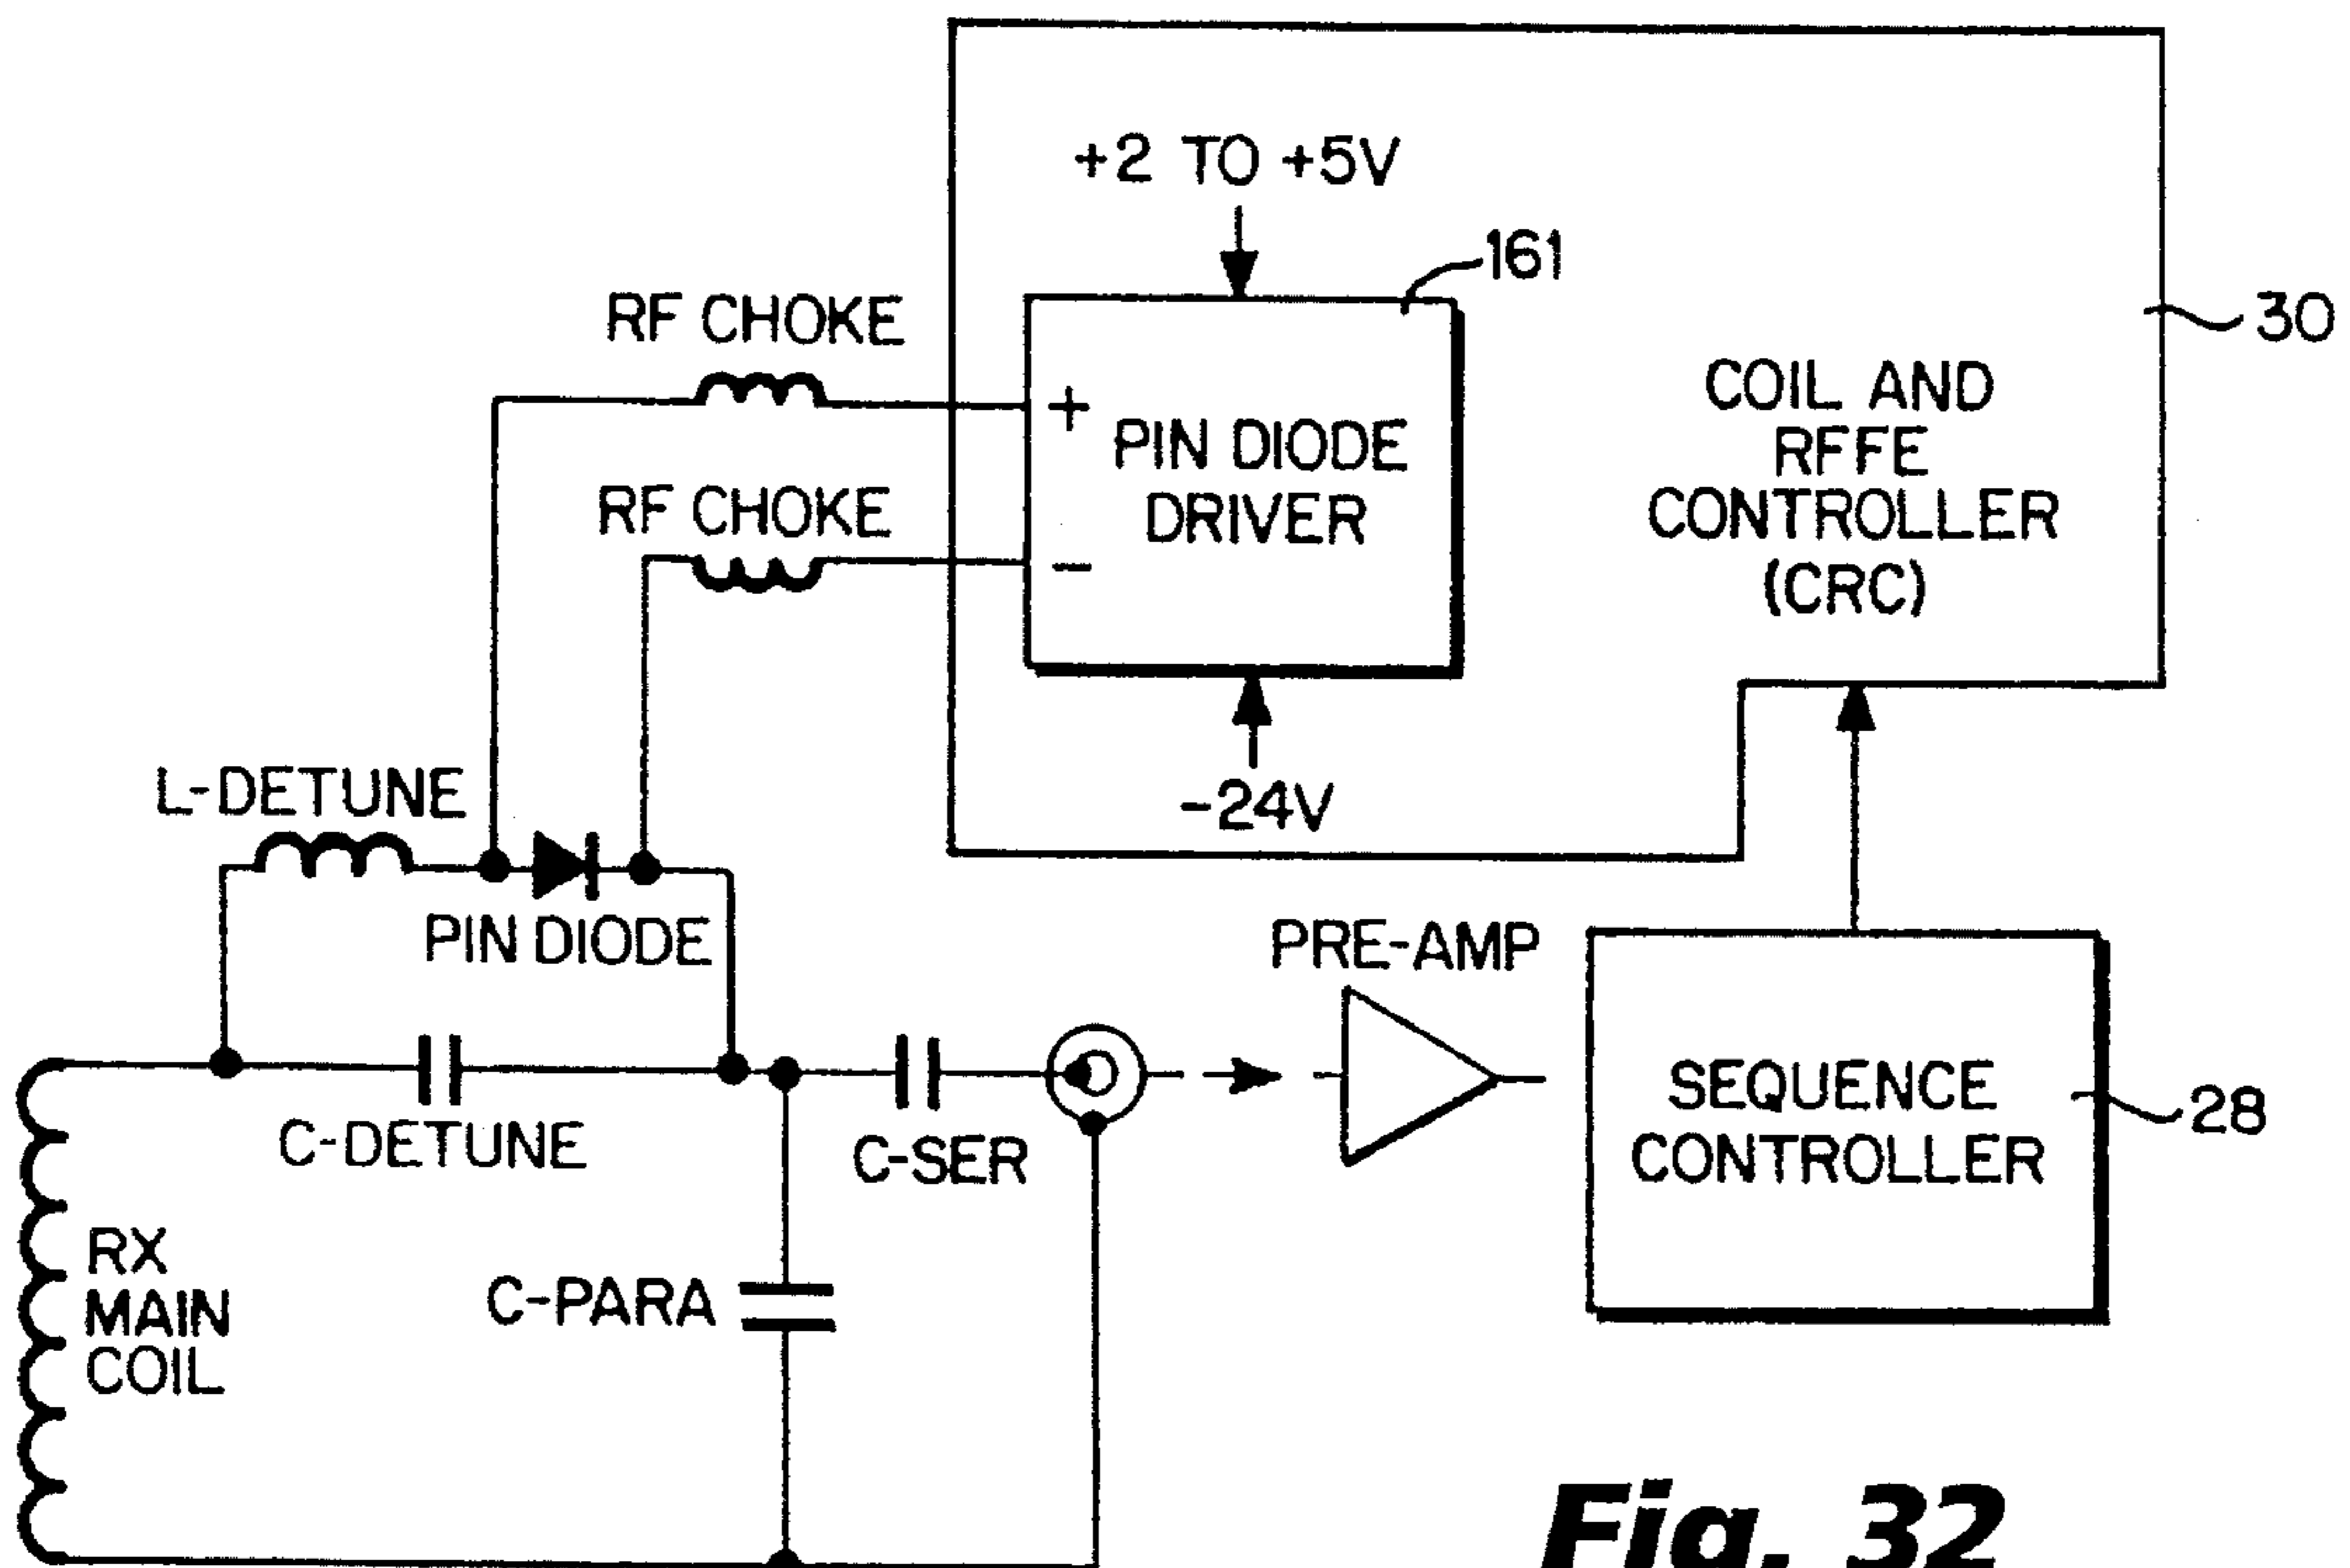 +2 TO +5V
161
30
RF CHOKE
+
PIN DIODE
DRIVER
-
RF CHOKE
COIL AND
RFFE
CONTROLLER
(CRC)
-24V
L-DETUNE
PIN DIODE
PRE-AMP
C-DETUNE
C-SER
SEQUENCE
CONTROLLER
28
RX
MAIN
COIL
C-PARA
Fig. 32